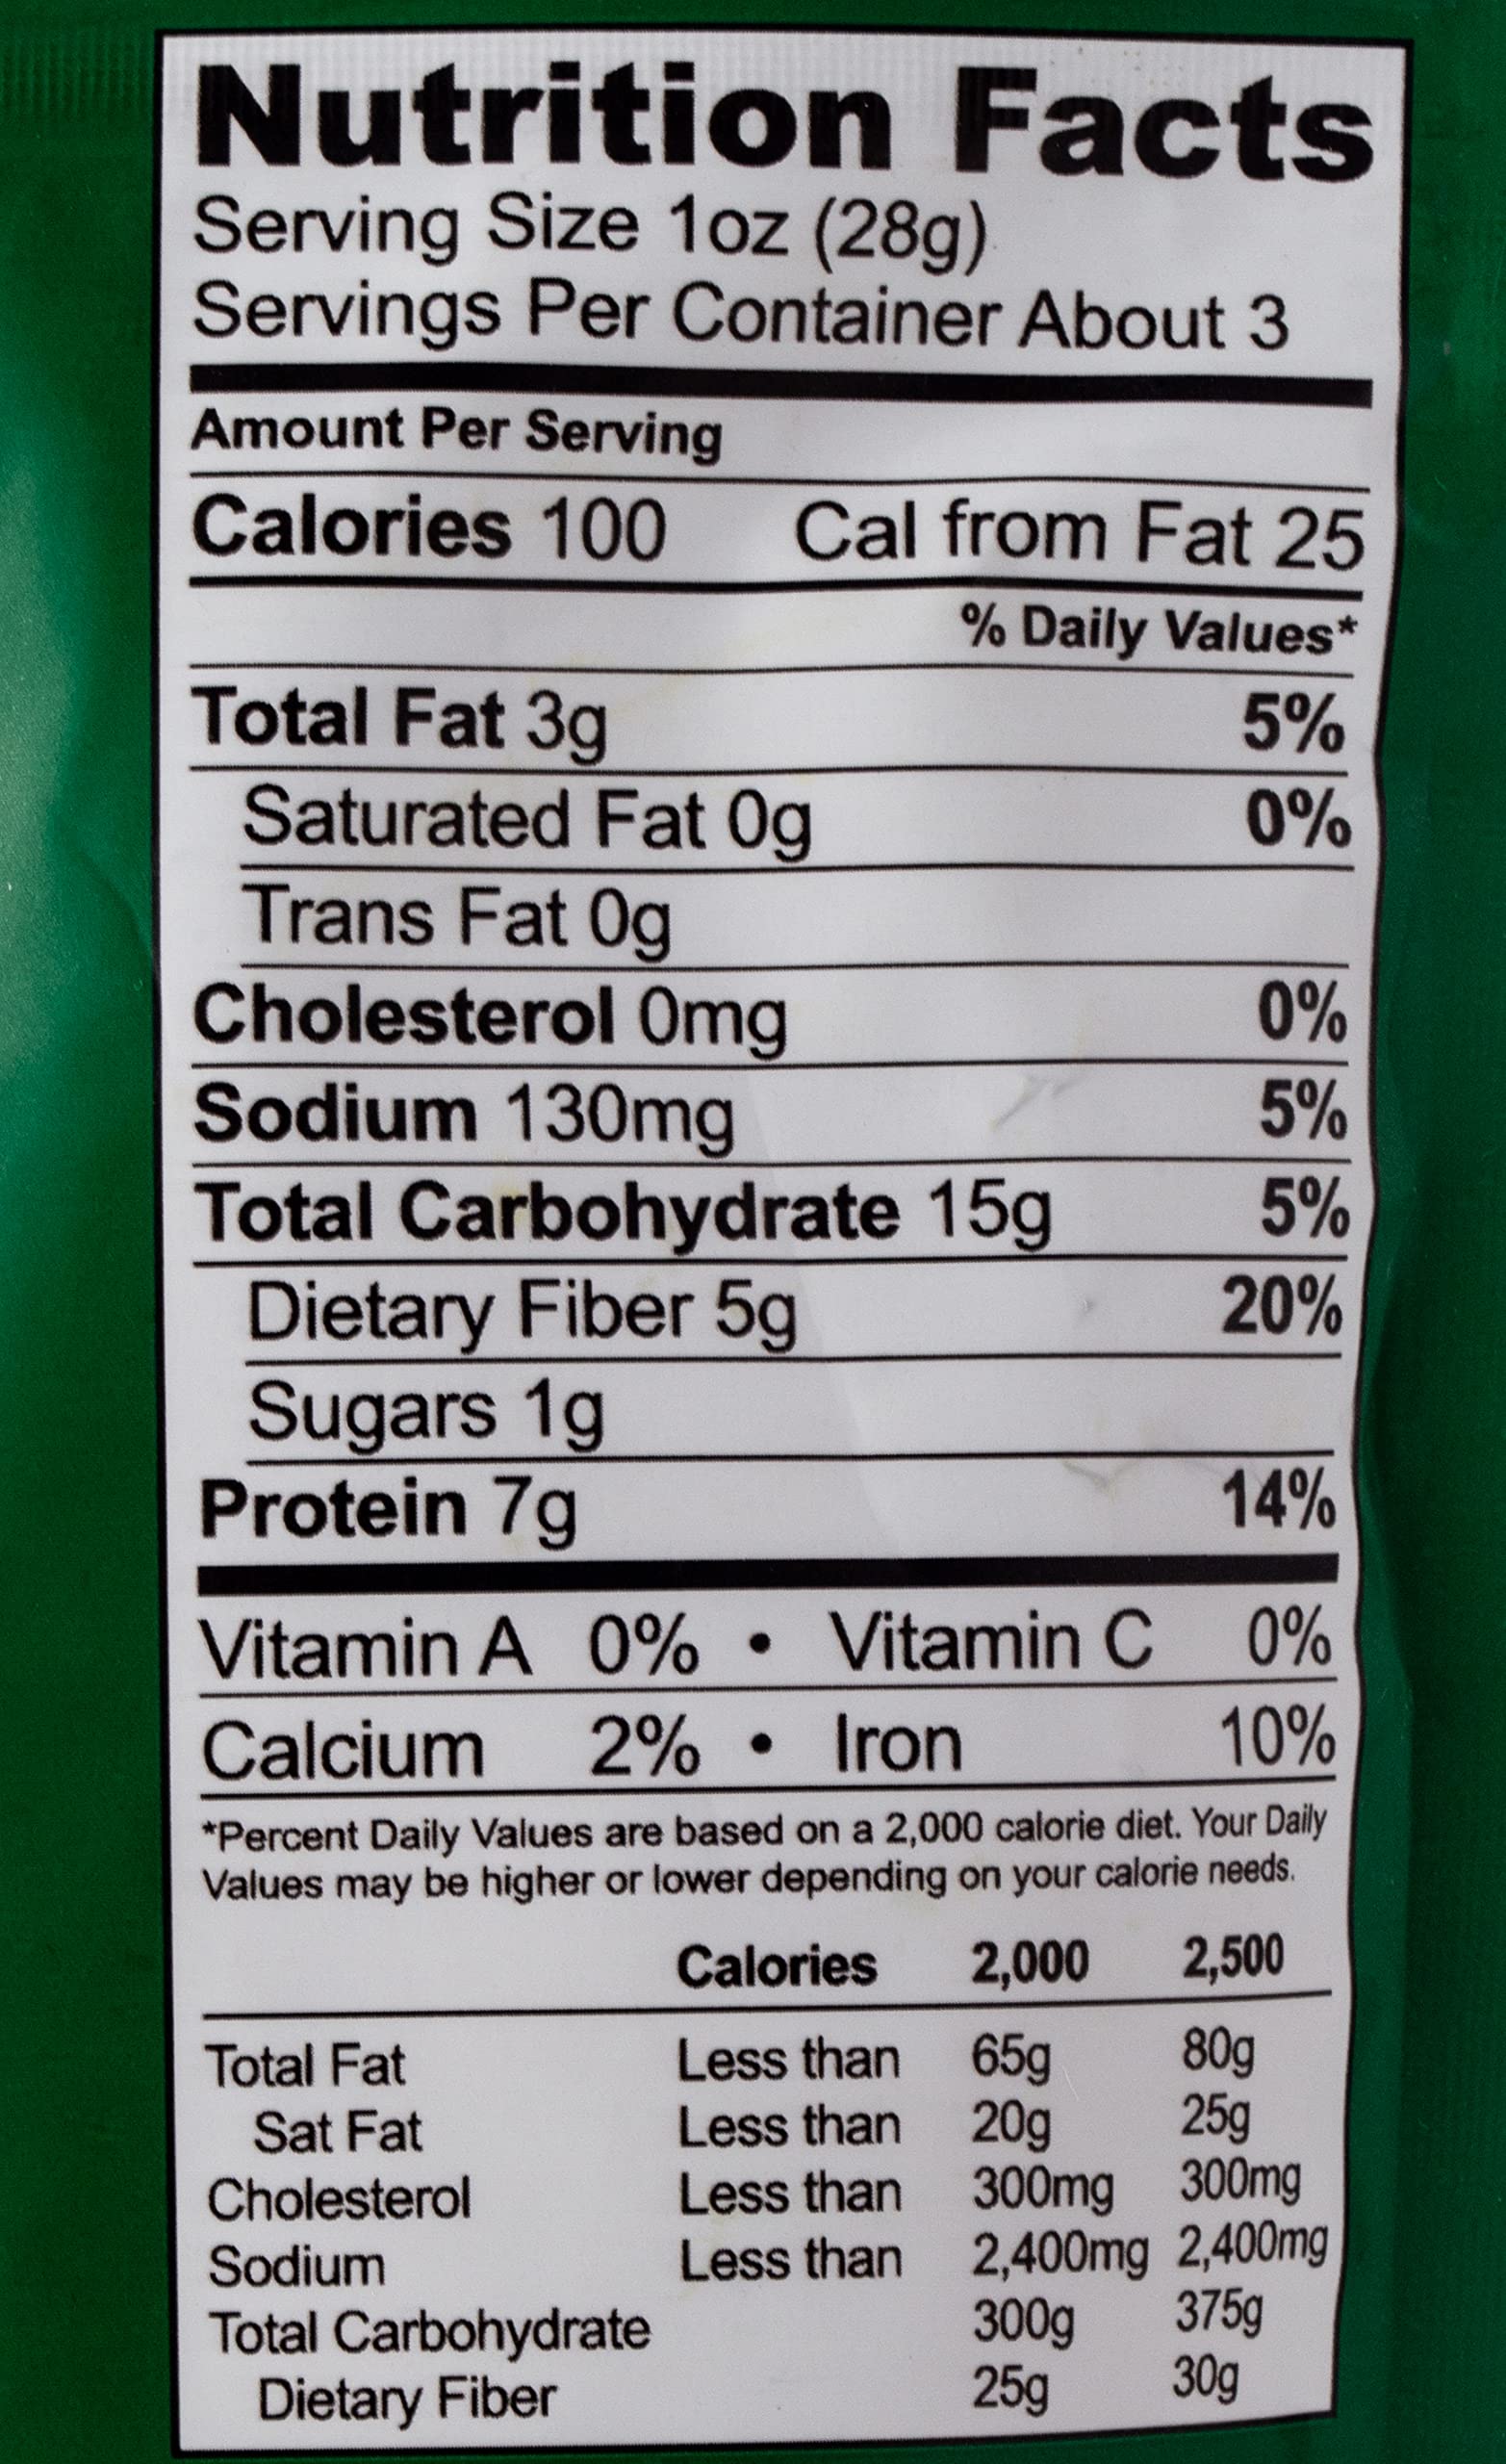 Nutrition Facts
Serving Size 1oz (28g)
Servings Per Container About 3
Amount Per Serving
Calories 100 Cal from Fat 25
% Daily Values*
Total Fat 3g 5%
Saturated Fat 0g 0%
Trans Fat 0g
Cholesterol 0mg 0%
Sodium 130mg 5%
Total Carbohydrate 15g 5%
Dietary Fiber 5g 20%
Sugars 1g
Protein 7g 14%
Vitamin A 0% • Vitamin C 0%
Calcium 2% • Iron 10%
*Percent Daily Values are based on a 2,000 calorie diet. Your Daily
Values may be higher or lower depending on your calorie needs.
Calories 2,000 2,500
Total Fat Less than 65g 80g
Sat Fat Less than 20g 25g
Cholesterol Less than 300mg 300mg
Sodium Less than 2,400mg 2,400mg
Total Carbohydrate 300g 375g
Dietary Fiber 25g 30g